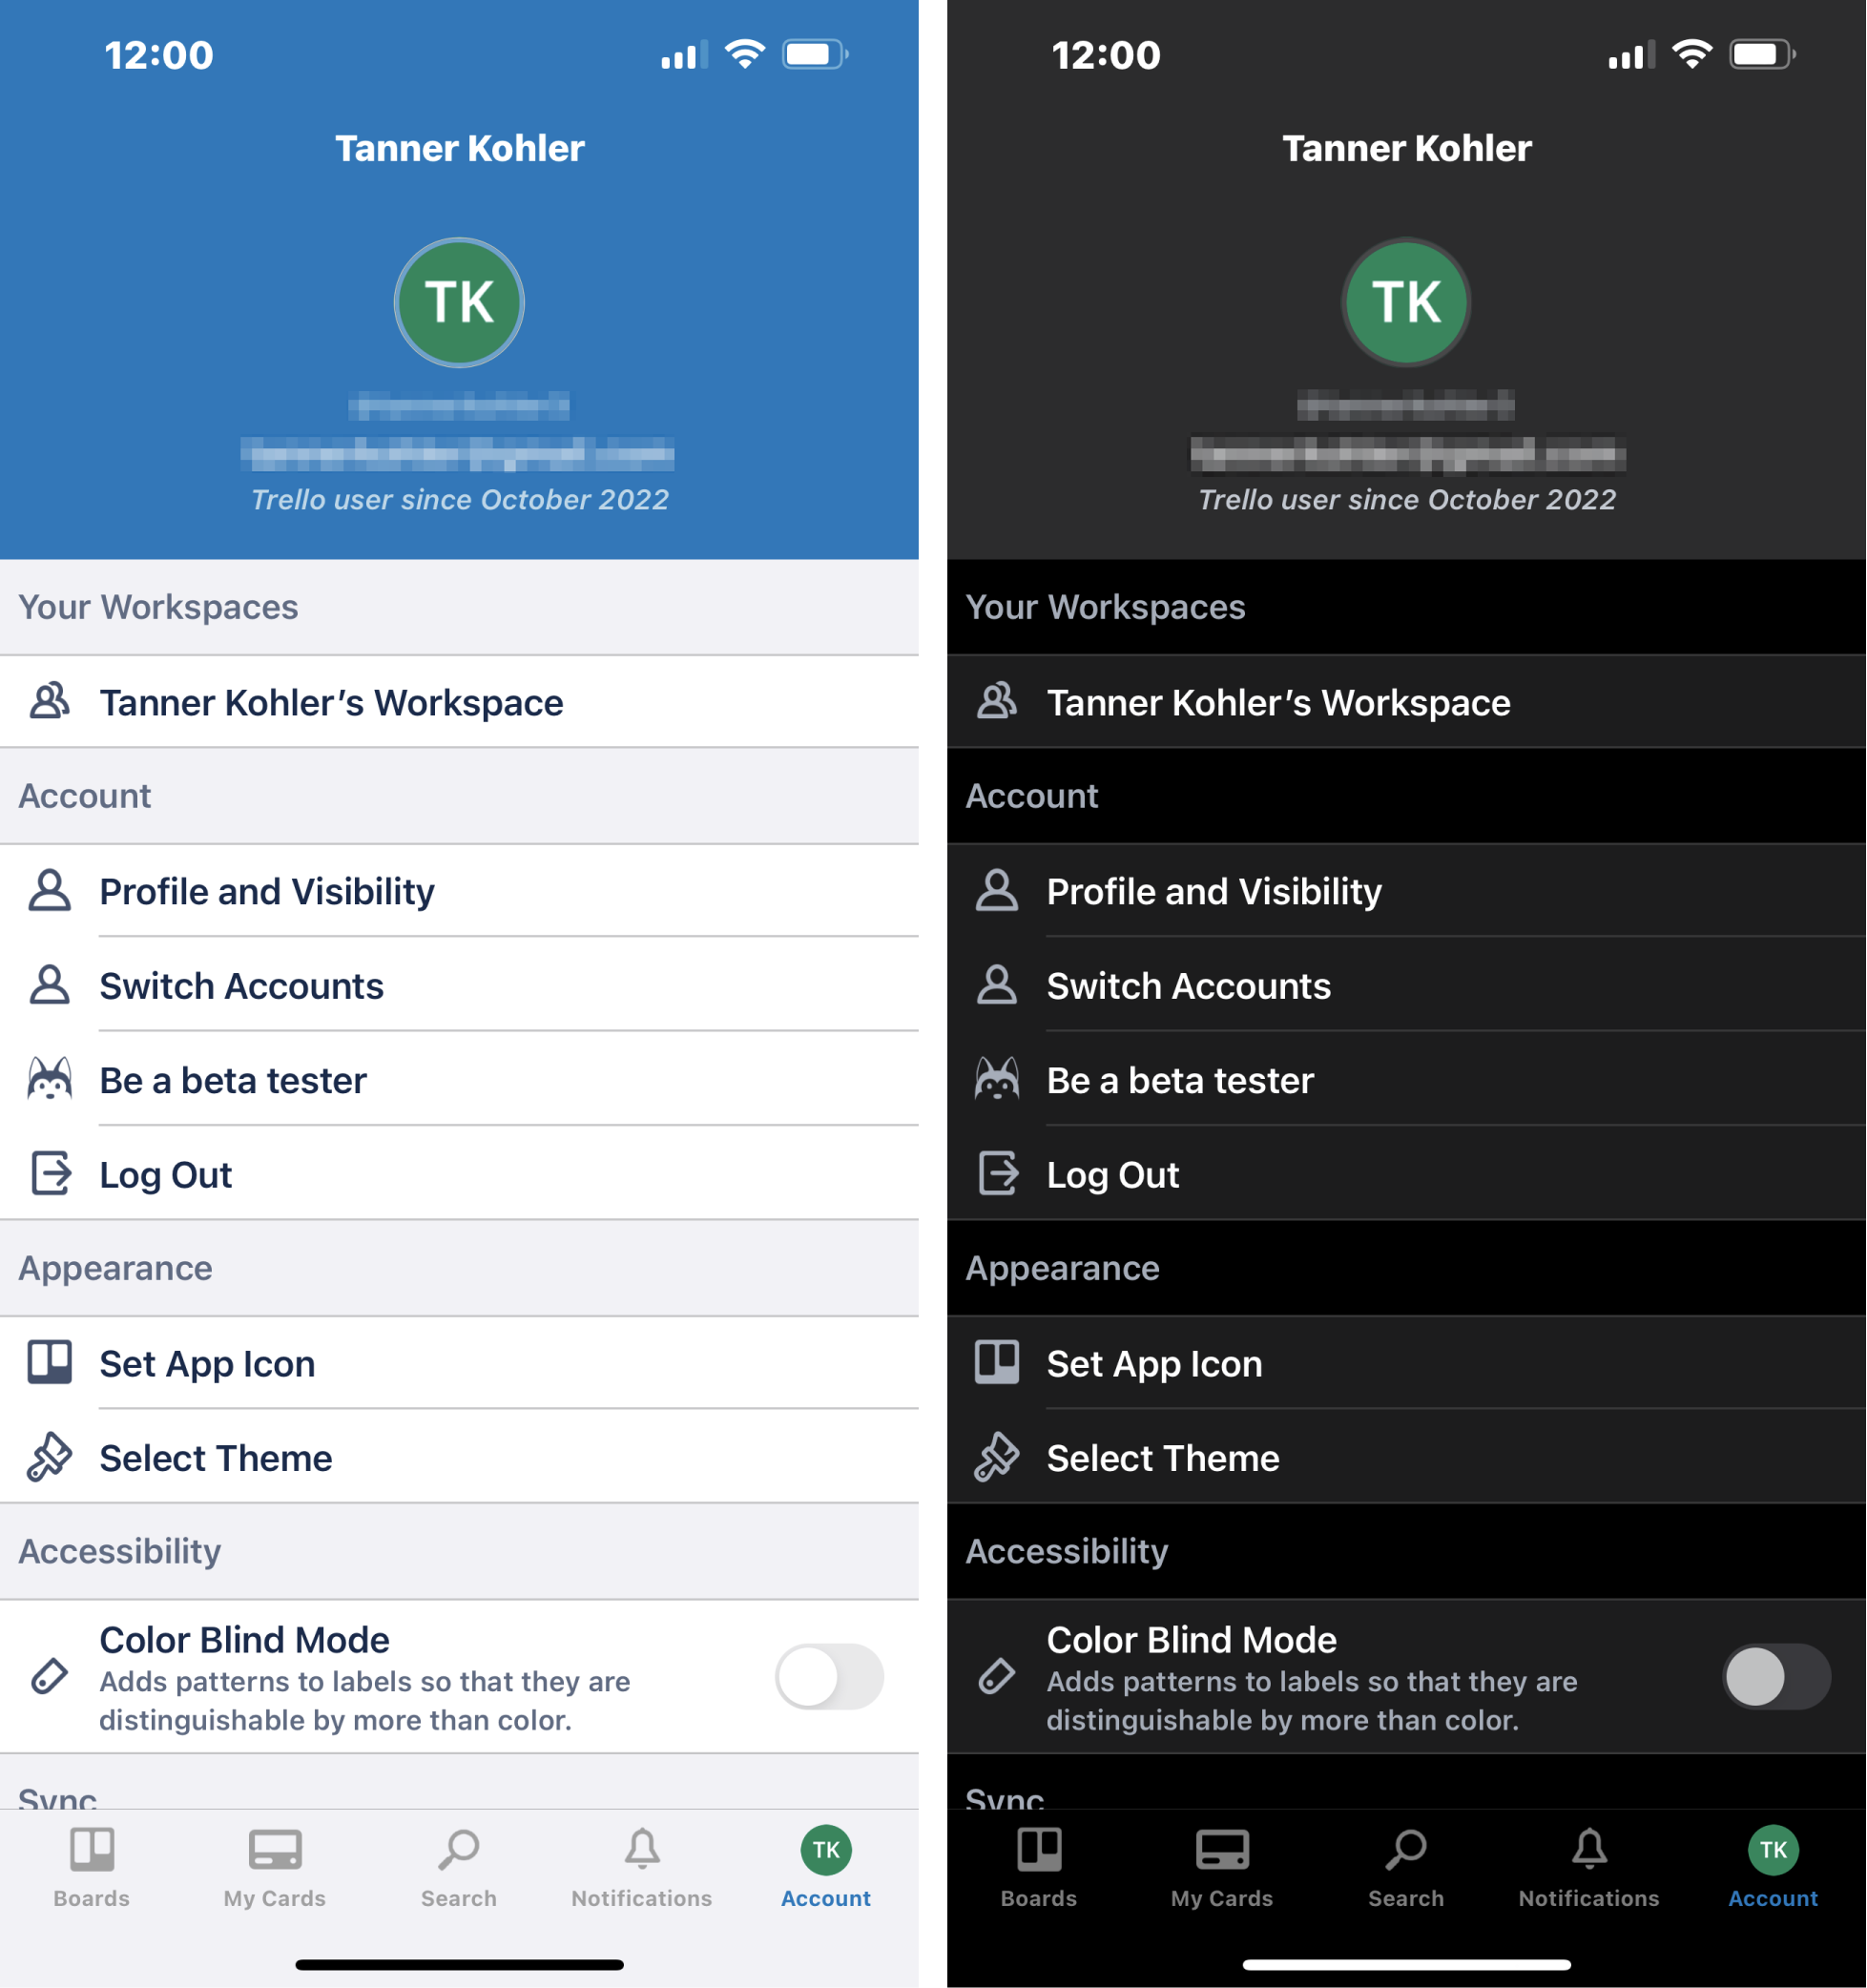 12:00
Tanner Kohler
TK
Trello user since October 2022
Your Workspaces
Tanner Kohler’s Workspace
Account
Profile and Visibility
Switch Accounts
Be a beta tester
Log Out
Appearance
Set App Icon
Select Theme
Accessibility
Color Blind Mode
Adds patterns to labels so that they are
distinguishable by more than color.
Sync
TK
Boards
My Cards
Search
Notifications
Account
12:00
Tanner Kohler
TK
Trello user since October 2022
Your Workspaces
Tanner Kohler’s Workspace
Account
Profile and Visibility
Switch Accounts
Be a beta tester
Log Out
Appearance
Set App Icon
Select Theme
Accessibility
Color Blind Mode
Adds patterns to labels so that they are
distinguishable by more than color.
Sync
TK
Boards
My Cards
Search
Notifications
Account